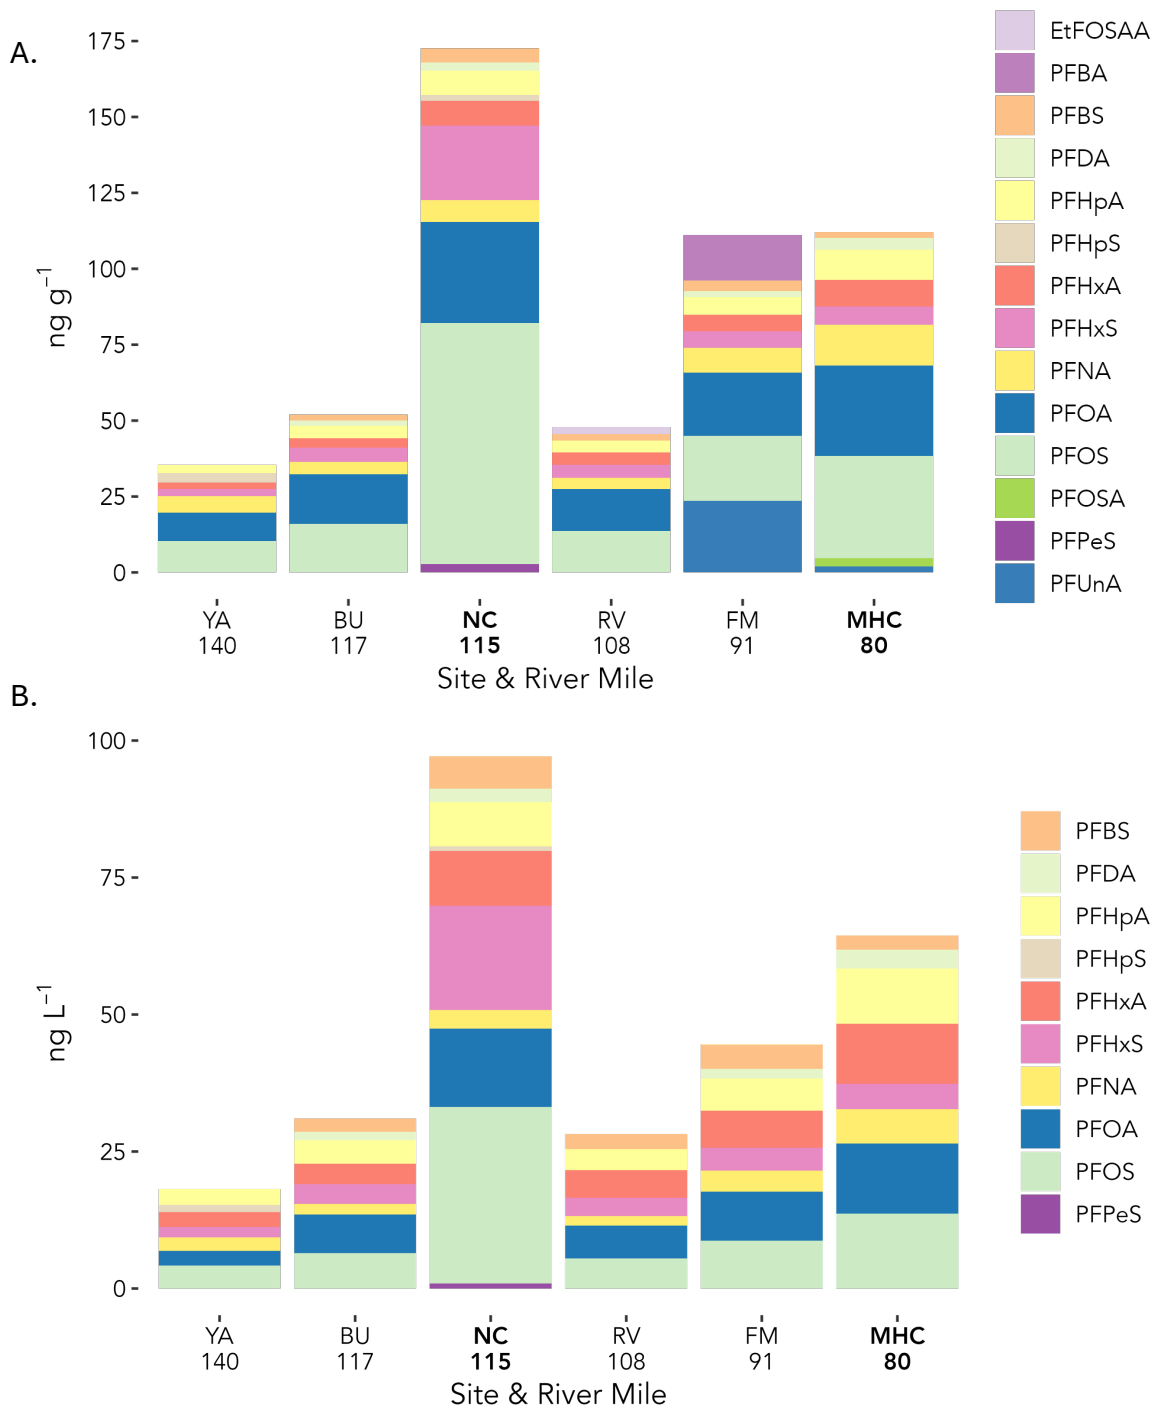 A.
175
150
125
100
75
50
25
0
ng g⁻¹
YA BU NC RV FM MHC
140 117 115 108 91 80
Site & River Mile
EtFOSAA
PFBA
PFBS
PFDA
PFHpA
PFHpS
PFHxA
PFHxS
PFNA
PFOA
PFOS
PFOSA
PFPeS
PFUnA
B.
100
75
50
25
0
ng L⁻¹
YA BU NC RV FM MHC
140 117 115 108 91 80
Site & River Mile
PFBS
PFDA
PFHpA
PFHpS
PFHxA
PFHxS
PFNA
PFOA
PFOS
PFPeS